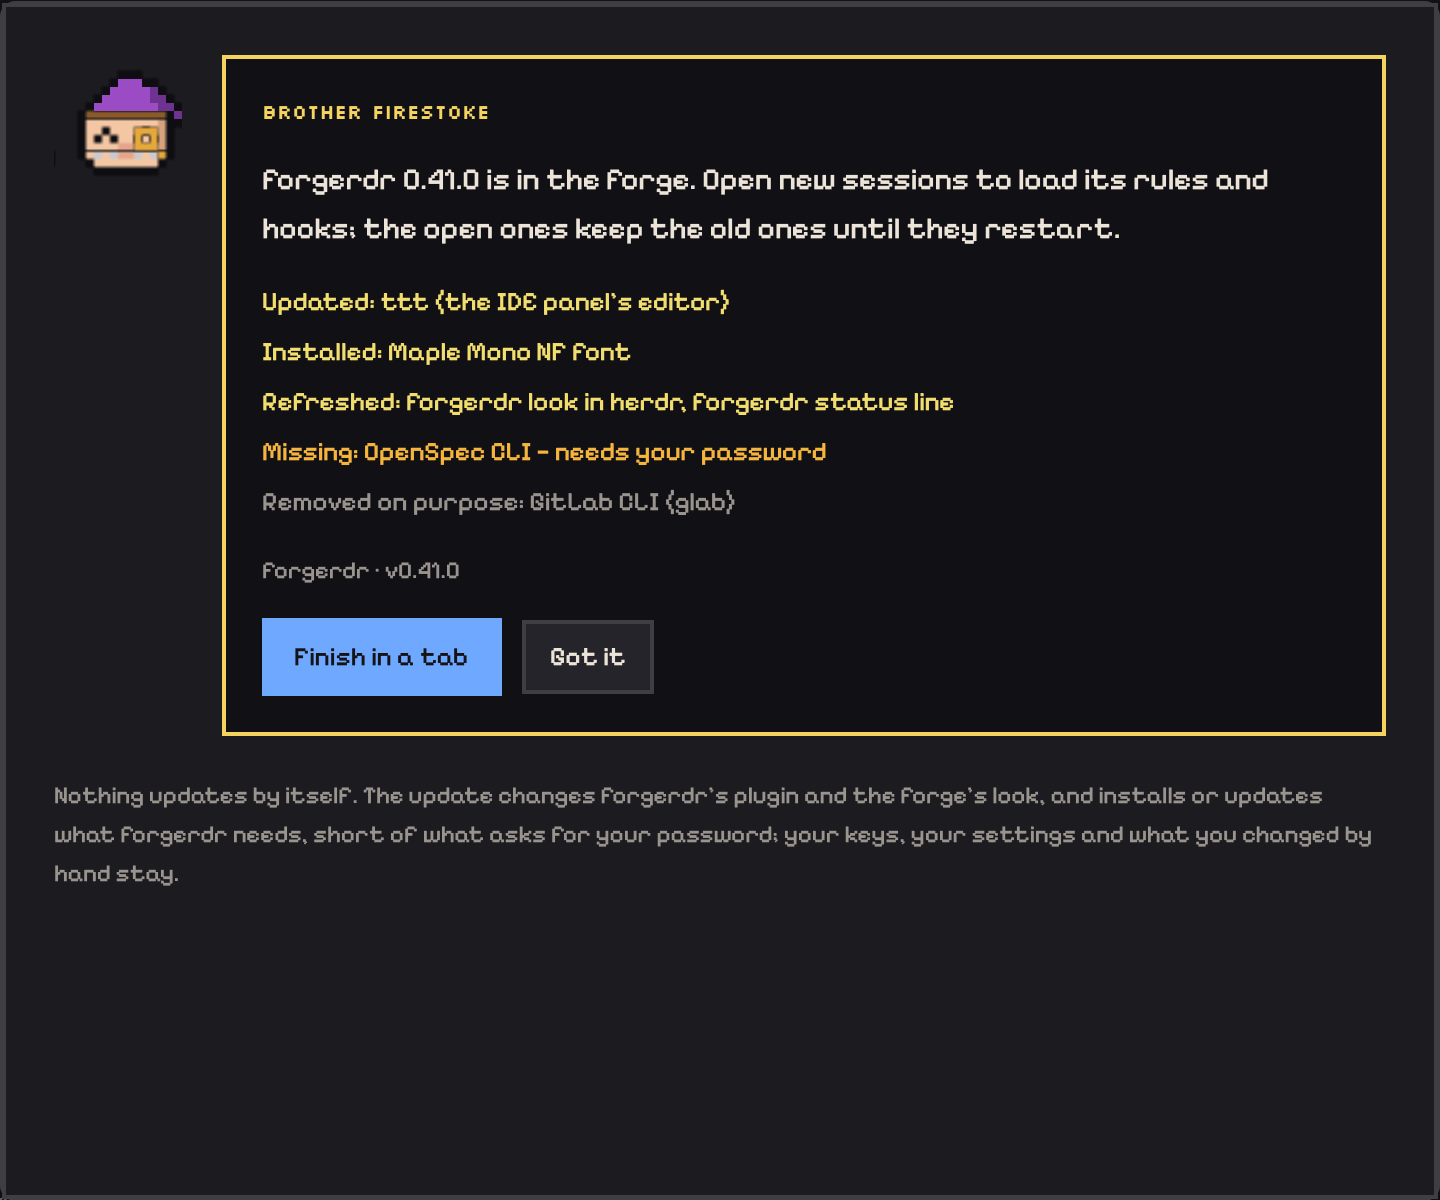 BROTHER FIRESTOKE
Forgerdr 0.41.0 is in the forge. Open new sessions to load its rules and
hooks; the open ones keep the old ones until they restart.
Updated: ttt (the IDE panel's editor)
Installed: Maple Mono NF font
Refreshed: Forgerdr look in herdr, Forgerdr status line
Missing: OpenSpec CLI - needs your password
Removed on purpose: GitLab CLI (glab)
Forgerdr · v0.41.0
Finish in a tab
Got it
Nothing updates by itself. The update changes Forgerdr's plugin and the forge's look, and installs or updates
what Forgerdr needs, short of what asks for your password; your keys, your settings and what you changed by
hand stay.